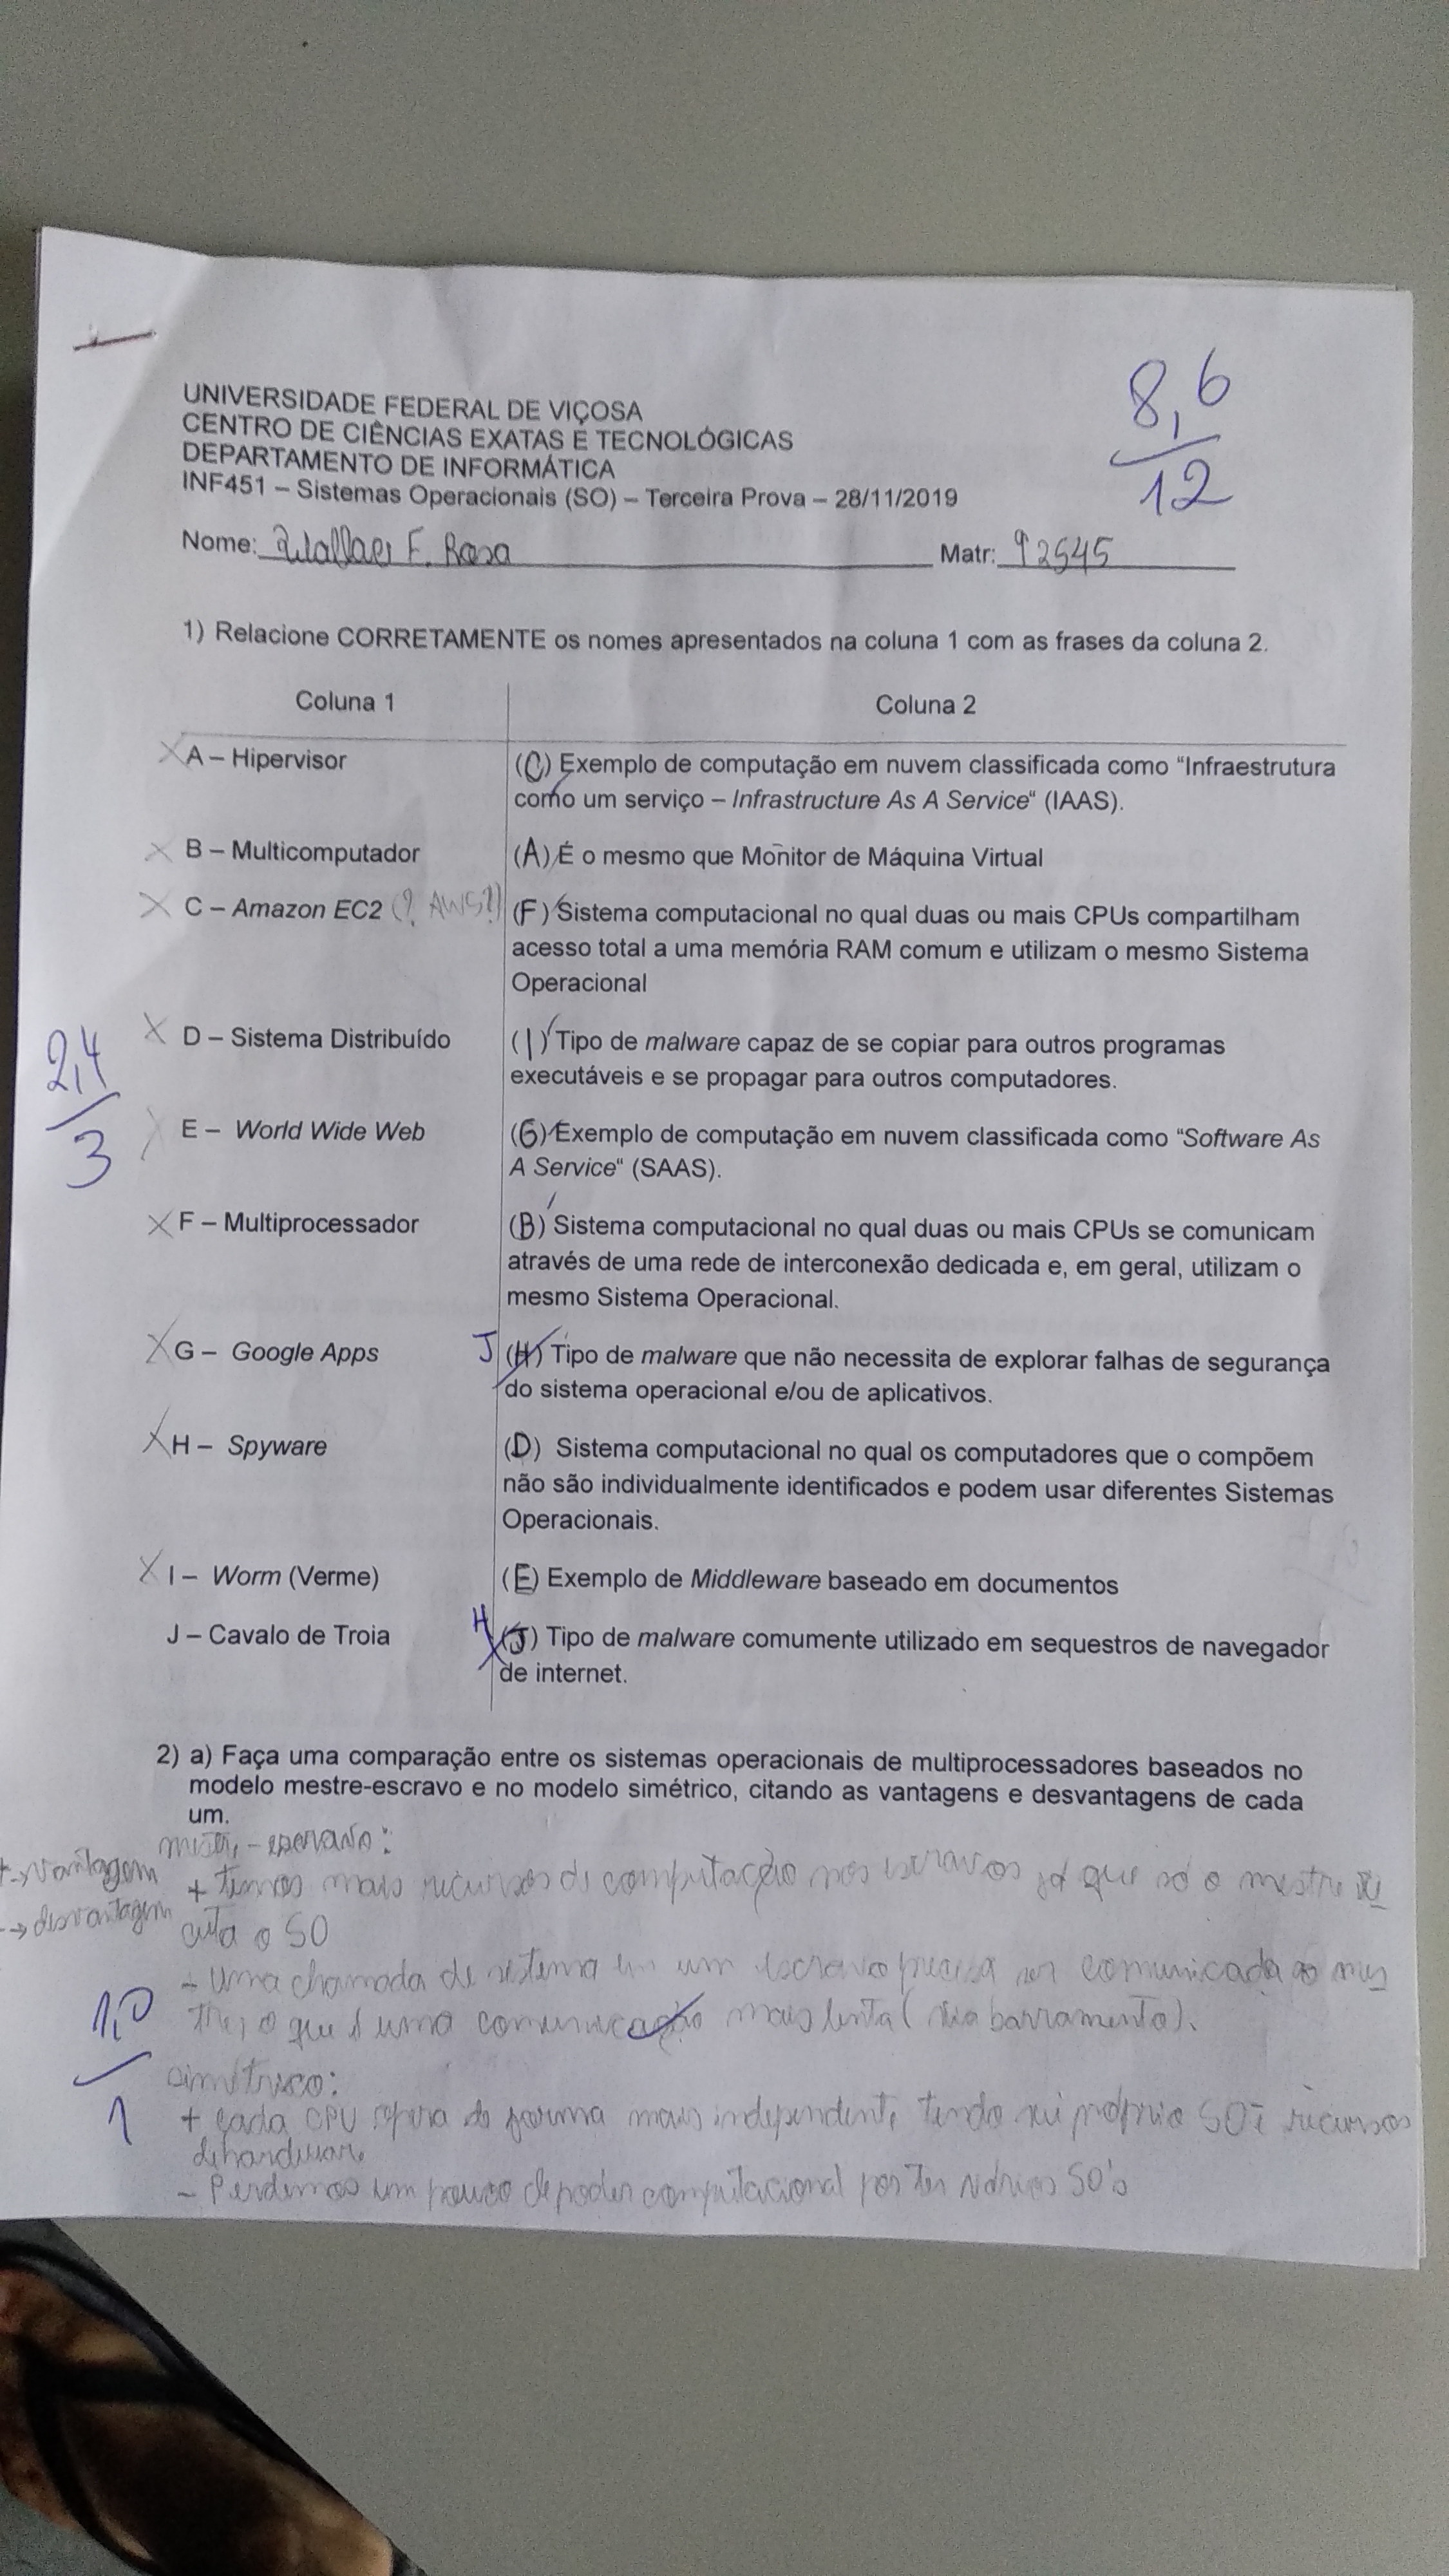 8,6
12
UNIVERSIDADE FEDERAL DE VIÇOSA
CENTRO DE CIÊNCIAS EXATAS E TECNOLÓGICAS
DEPARTAMENTO DE INFORMÁTICA
INF451 – Sistemas Operacionais (SO) – Terceira Prova – 28/11/2019
Nome: F. Rosa Matr: 92545
1) Relacione CORRETAMENTE os nomes apresentados na coluna 1 com as frases da coluna 2.
Coluna 1 Coluna 2
A – Hipervisor (C) Exemplo de computação em nuvem classificada como “Infraestrutura
como um serviço – Infrastructure As A Service“ (IAAS).
B – Multicomputador (A) É o mesmo que Monitor de Máquina Virtual
C – Amazon EC2 (? AWS?) (F) Sistema computacional no qual duas ou mais CPUs compartilham
acesso total a uma memória RAM comum e utilizam o mesmo Sistema
Operacional
D – Sistema Distribuído (I) Tipo de malware capaz de se copiar para outros programas
executáveis e se propagar para outros computadores.
2,4
3
E – World Wide Web (G) Exemplo de computação em nuvem classificada como “Software As
A Service“ (SAAS).
F – Multiprocessador (B) Sistema computacional no qual duas ou mais CPUs se comunicam
através de uma rede de interconexão dedicada e, em geral, utilizam o
mesmo Sistema Operacional.
G – Google Apps J (H) Tipo de malware que não necessita de explorar falhas de segurança
do sistema operacional e/ou de aplicativos.
H – Spyware (D) Sistema computacional no qual os computadores que o compõem
não são individualmente identificados e podem usar diferentes Sistemas
Operacionais.
I – Worm (Verme) (E) Exemplo de Middleware baseado em documentos
J – Cavalo de Troia H (J) Tipo de malware comumente utilizado em sequestros de navegador
de internet.
2) a) Faça uma comparação entre os sistemas operacionais de multiprocessadores baseados no
modelo mestre-escravo e no modelo simétrico, citando as vantagens e desvantagens de cada
um.
mestre-escravo:
+ → vantagem
- → desvantagem
+ temos mais recursos de computação nos escravos já que só o mestre exe
cuta o SO
- Uma chamada de sistema em um escravo precisa ser comunicada ao mes
tre, o que é uma comunicação mais lenta (via barramento).
1,0
1
simétrico:
+ cada CPU opera de forma mais independente tendo seu próprio SO e recursos
de hardware
- Perdemos um pouco de poder computacional por ter vários SO's